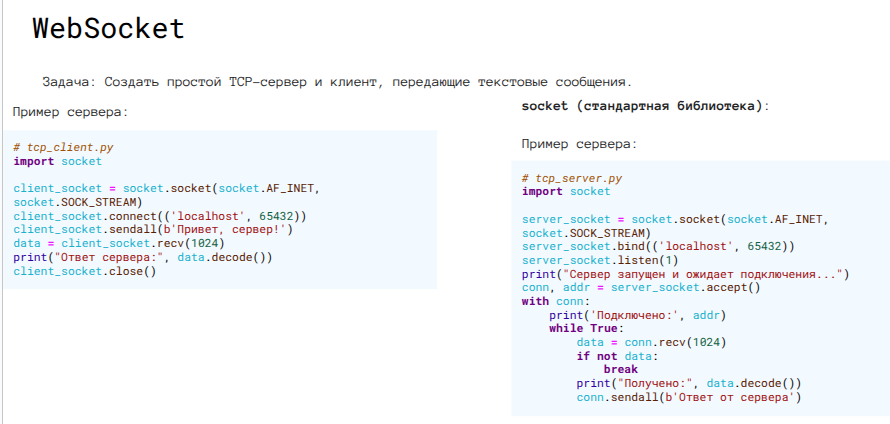 WebSocket
Задача: Создать простой TCP-сервер и клиент, передающие текстовые сообщения.
Пример сервера:
# tcp_client.py
import socket
client_socket = socket.socket(socket.AF_INET,
socket.SOCK_STREAM)
client_socket.connect(('localhost', 65432))
client_socket.sendall(b'Привет, сервер!')
data = client_socket.recv(1024)
print("Ответ сервера:", data.decode())
client_socket.close()
socket (стандартная библиотека):
Пример сервера:
# tcp_server.py
import socket
server_socket = socket.socket(socket.AF_INET,
socket.SOCK_STREAM)
server_socket.bind(('localhost', 65432))
server_socket.listen(1)
print("Сервер запущен и ожидает подключения...")
conn, addr = server_socket.accept()
with conn:
    print('Подключено:', addr)
    while True:
        data = conn.recv(1024)
        if not data:
            break
        print("Получено:", data.decode())
        conn.sendall(b'Ответ от сервера')